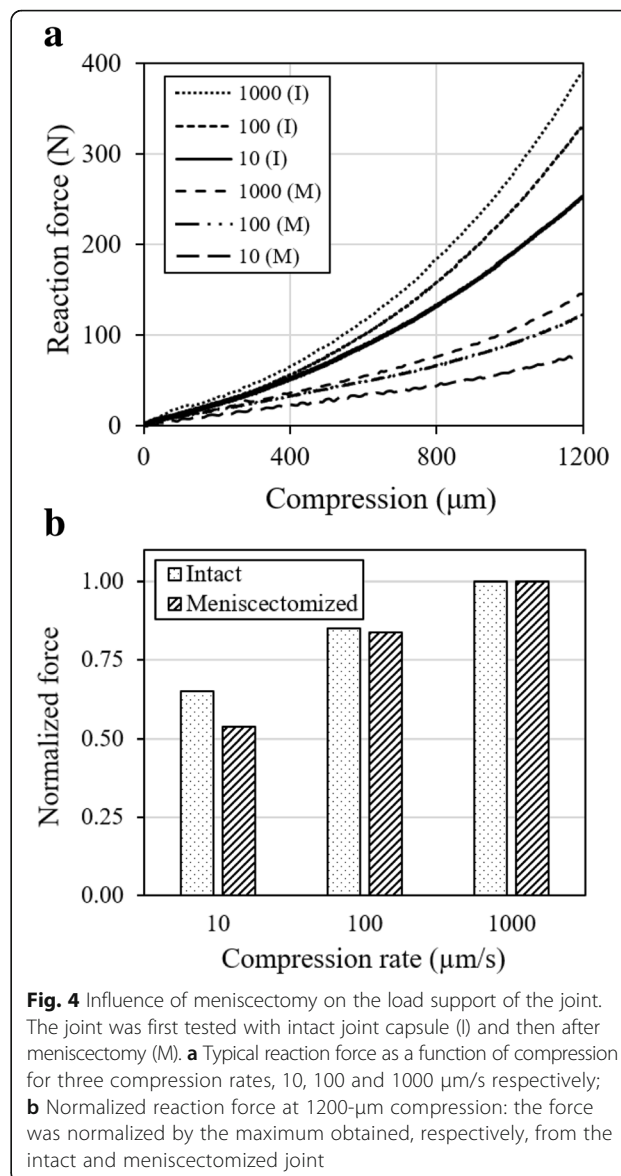 a
400
300
200
100
0
Reaction force (N)
1000 (I)
100 (I)
10 (I)
1000 (M)
100 (M)
10 (M)
0 400 800 1200
Compression (µm)
b
Intact
Meniscectomized
1.00
0.75
0.50
0.25
0.00
Normalized force
10 100 1000
Compression rate (µm/s)
Fig. 4 Influence of meniscectomy on the load support of the joint.
The joint was first tested with intact joint capsule (I) and then after
meniscectomy (M). a Typical reaction force as a function of compression
for three compression rates, 10, 100 and 1000 µm/s respectively;
b Normalized reaction force at 1200-µm compression: the force
was normalized by the maximum obtained, respectively, from the
intact and meniscectomized joint